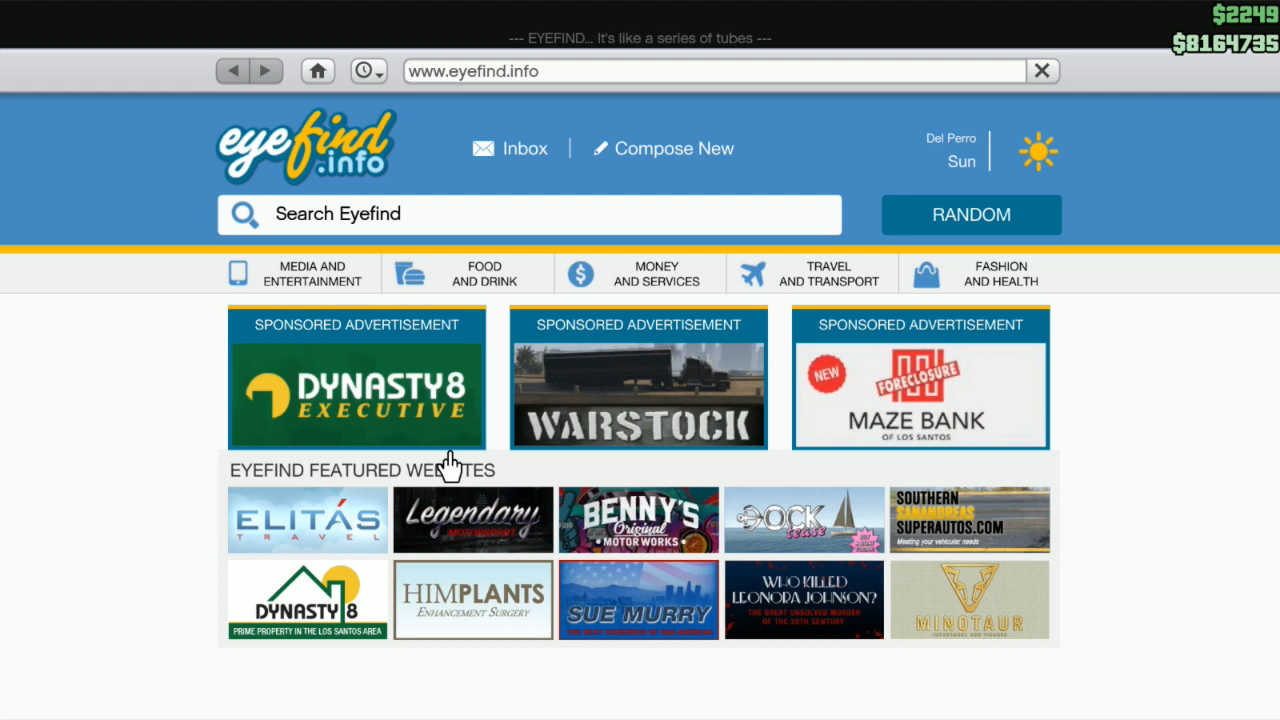 $2249
--- EYEFIND... It's like a series of tubes ---
$8164735
www.eyefind.info
eyefind
.info
Inbox
Compose New
Del Perro
Sun
Search Eyefind
RANDOM
MEDIA AND
ENTERTAINMENT
FOOD
AND DRINK
MONEY
AND SERVICES
TRAVEL
AND TRANSPORT
FASHION
AND HEALTH
SPONSORED ADVERTISEMENT
DYNASTY8
EXECUTIVE
SPONSORED ADVERTISEMENT
WARSTOCK
SPONSORED ADVERTISEMENT
NEW
FORECLOSURE
MAZE BANK
OF LOS SANTOS
EYEFIND FEATURED WEBSITES
ELITÁS
TRAVEL
Legendary
MOTORSPORT
BENNY'S
Original
MOTORWORKS
DOCK
tease
SOUTHERN
SANANDREAS
SUPERAUTOS.COM
Meeting your vehicular needs
DYNASTY 8
PRIME PROPERTY IN THE LOS SANTOS AREA
HIMPLANTS
ENHANCEMENT SURGERY
SUE MURRY
WHO KILLED
LEONORA JOHNSON?
THE GREAT UNSOLVED MURDER
OF THE 20TH CENTURY
MINOTAUR